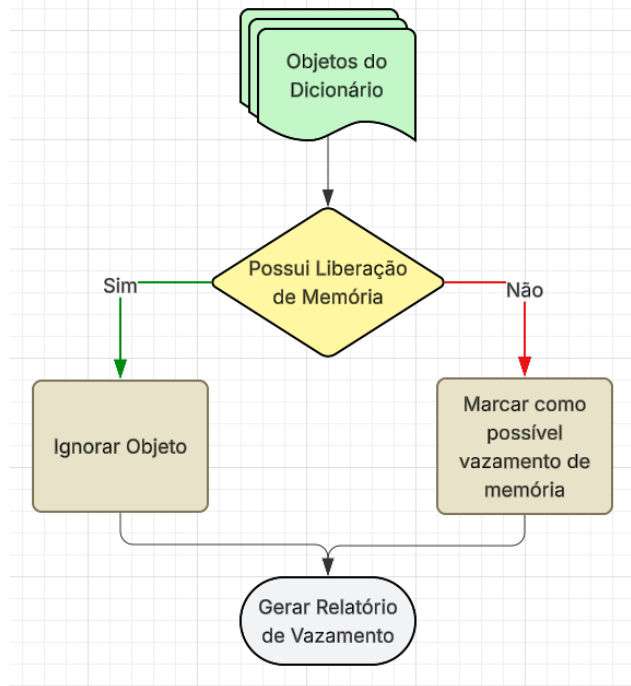 Objetos do
Dicionário
Possui Liberação
de Memória
Sim
Não
Ignorar Objeto
Marcar como
possível
vazamento de
memória
Gerar Relatório
de Vazamento